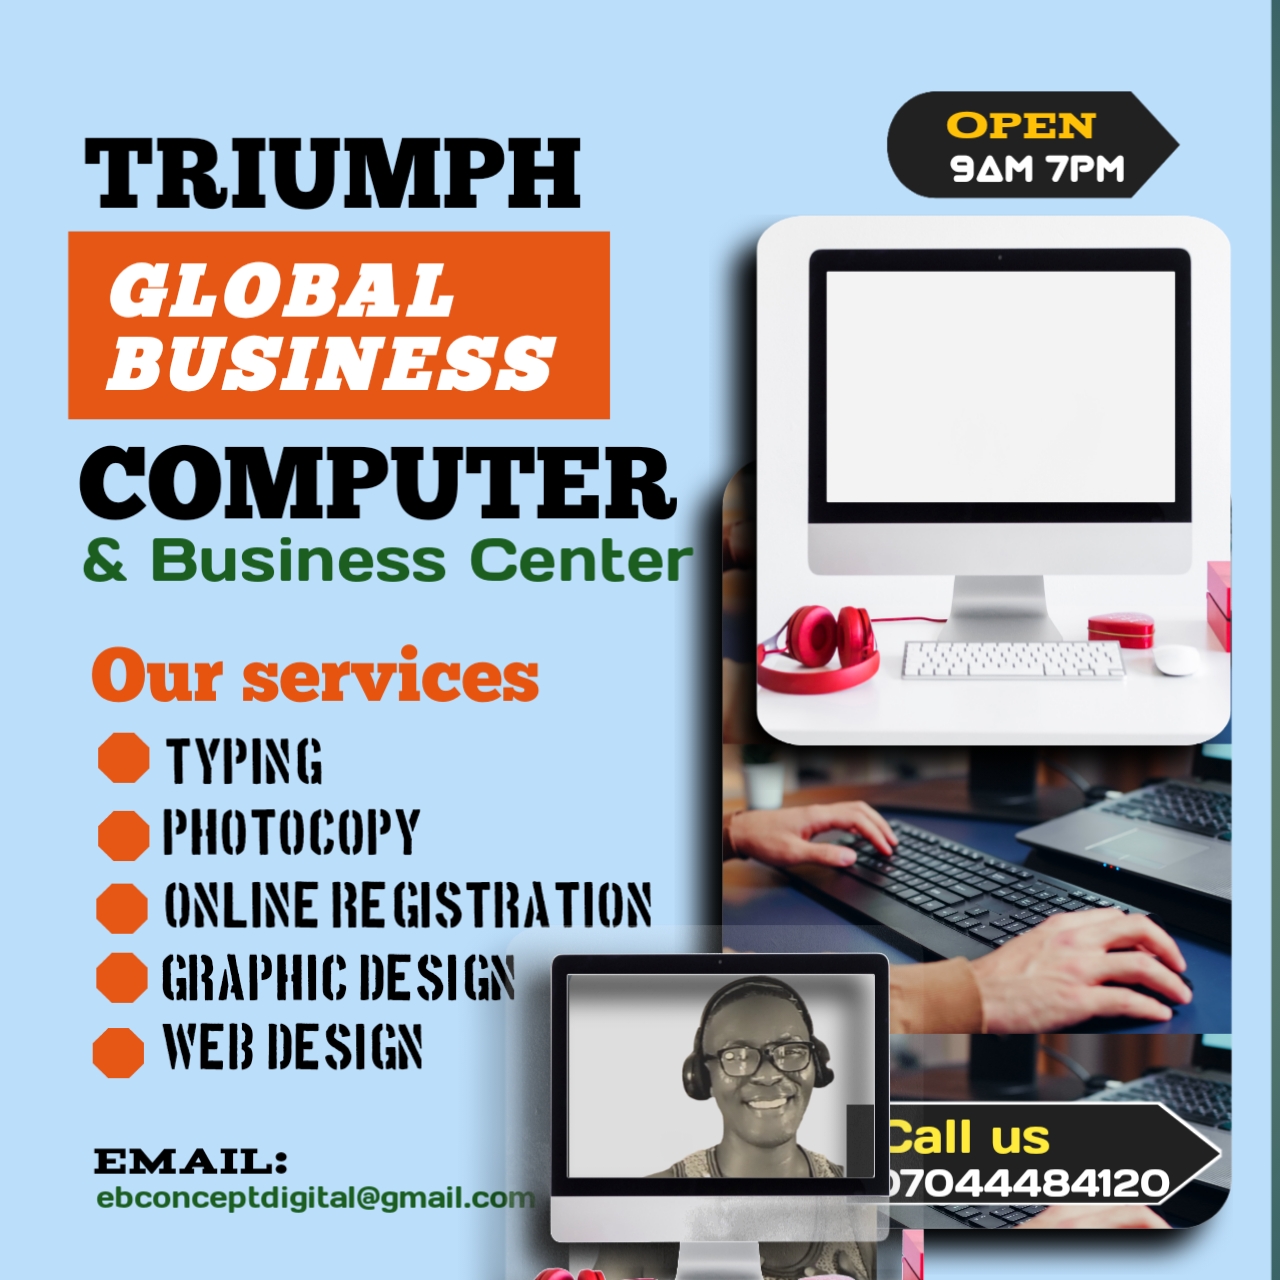 OPEN
9AM 7PM
TRIUMPH
GLOBAL
BUSINESS
COMPUTER
& Business Center
Our services
TYPING
PHOTOCOPY
ONLINE REGISTRATION
GRAPHIC DESIGN
WEB DESIGN
EMAIL:
ebconceptdigital@gmail.com
Call us
07044484120